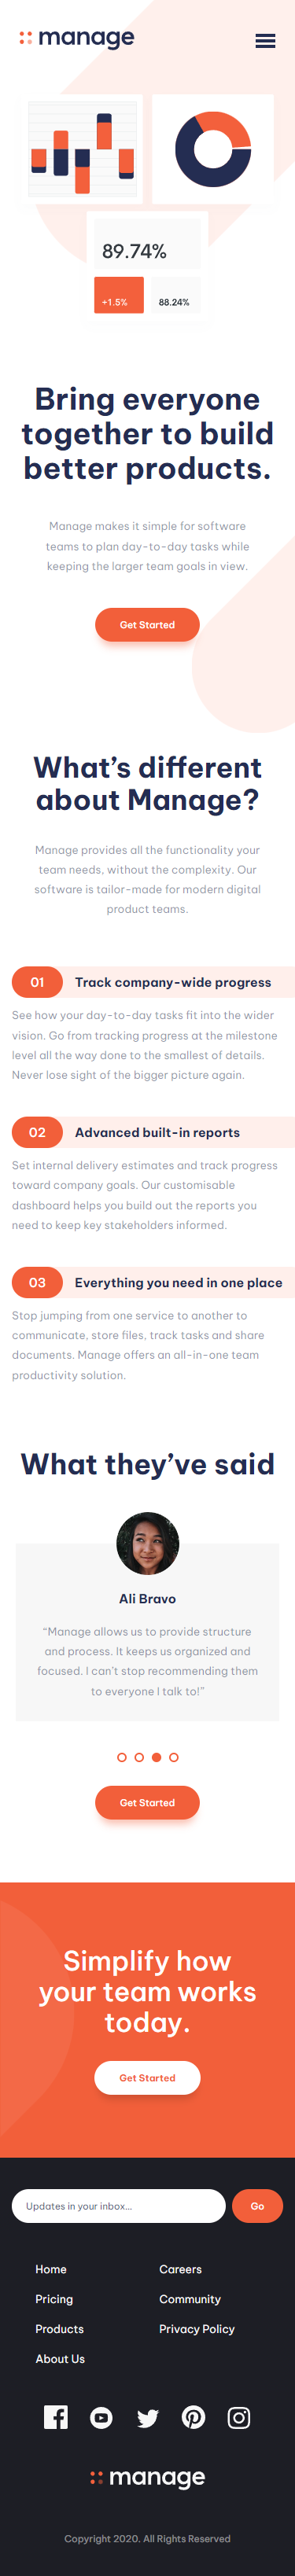 manage
89.74%
+1.5%
88.24%
Bring everyone
together to build
better products.
Manage makes it simple for software
teams to plan day-to-day tasks while
keeping the larger team goals in view.
Get Started
What’s different
about Manage?
Manage provides all the functionality your
team needs, without the complexity. Our
software is tailor-made for modern digital
product teams.
01 Track company-wide progress
See how your day-to-day tasks fit into the wider
vision. Go from tracking progress at the milestone
level all the way done to the smallest of details.
Never lose sight of the bigger picture again.
02 Advanced built-in reports
Set internal delivery estimates and track progress
toward company goals. Our customisable
dashboard helps you build out the reports you
need to keep key stakeholders informed.
03 Everything you need in one place
Stop jumping from one service to another to
communicate, store files, track tasks and share
documents. Manage offers an all-in-one team
productivity solution.
What they’ve said
Ali Bravo
“Manage allows us to provide structure
and process. It keeps us organized and
focused. I can’t stop recommending them
to everyone I talk to!”
Get Started
Simplify how
your team works
today.
Get Started
Updates in your inbox...
Go
Home
Pricing
Products
About Us
Careers
Community
Privacy Policy
manage
Copyright 2020. All Rights Reserved